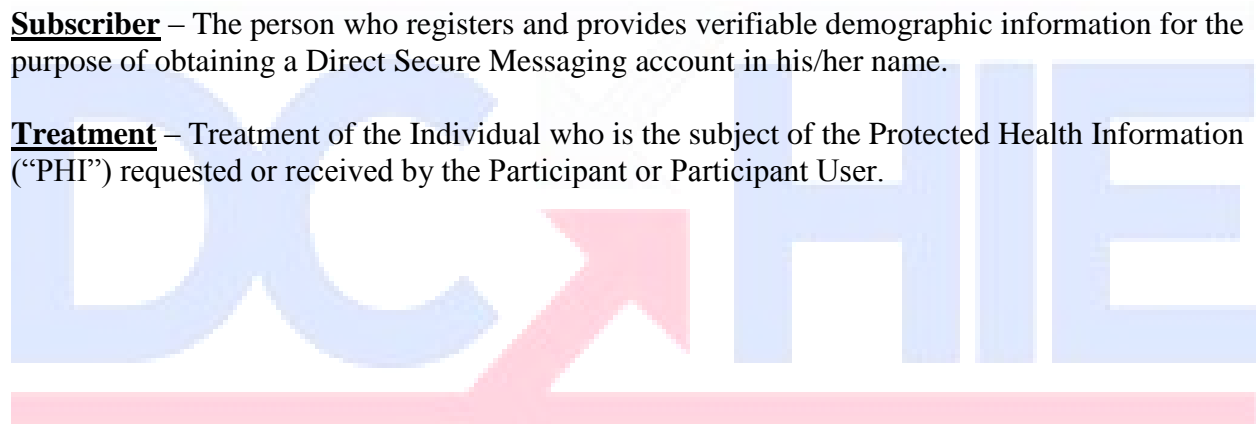 Subscriber – The person who registers and provides verifiable demographic information for the
purpose of obtaining a Direct Secure Messaging account in his/her name.
Treatment – Treatment of the Individual who is the subject of the Protected Health Information
(“PHI”) requested or received by the Participant or Participant User.
DC HIE